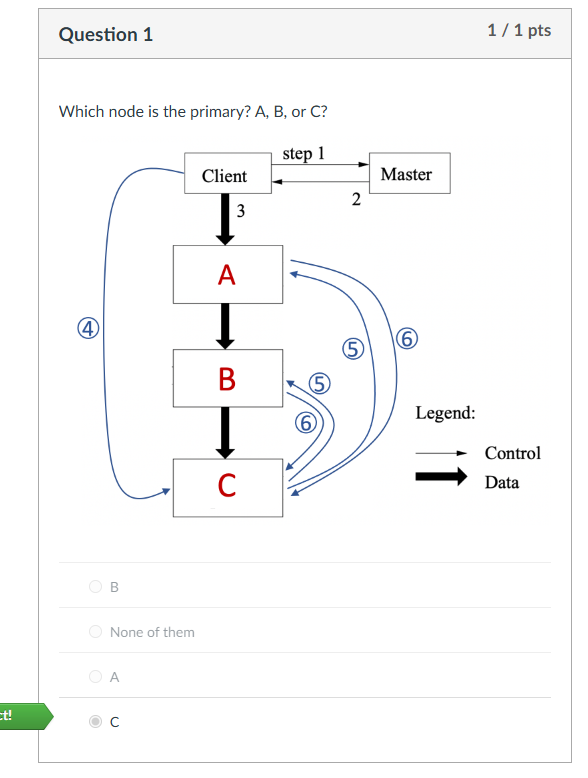 Question 1
1 / 1 pts
Which node is the primary? A, B, or C?
step 1
Client
Master
2
3
A
④
⑤
⑥
B
⑤
⑥
Legend:
Control
C
Data
B
None of them
A
ct!
C